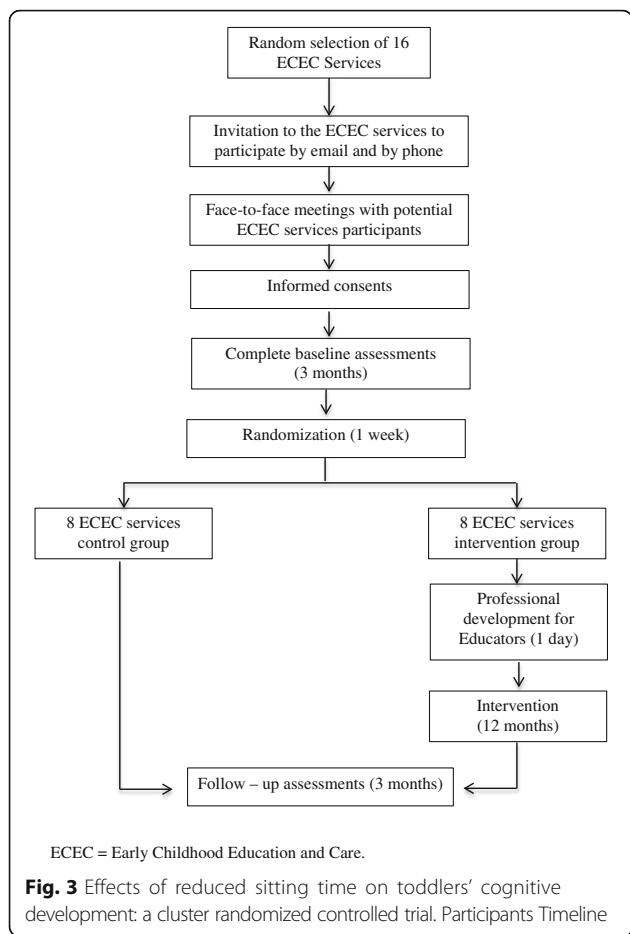 Random selection of 16
ECEC Services
Invitation to the ECEC services to
participate by email and by phone
Face-to-face meetings with potential
ECEC services participants
Informed consents
Complete baseline assessments
(3 months)
Randomization (1 week)
8 ECEC services
control group
8 ECEC services
intervention group
Professional
development for
Educators (1 day)
Intervention
(12 months)
Follow – up assessments (3 months)
ECEC = Early Childhood Education and Care.
Fig. 3 Effects of reduced sitting time on toddlers’ cognitive
development: a cluster randomized controlled trial. Participants Timeline